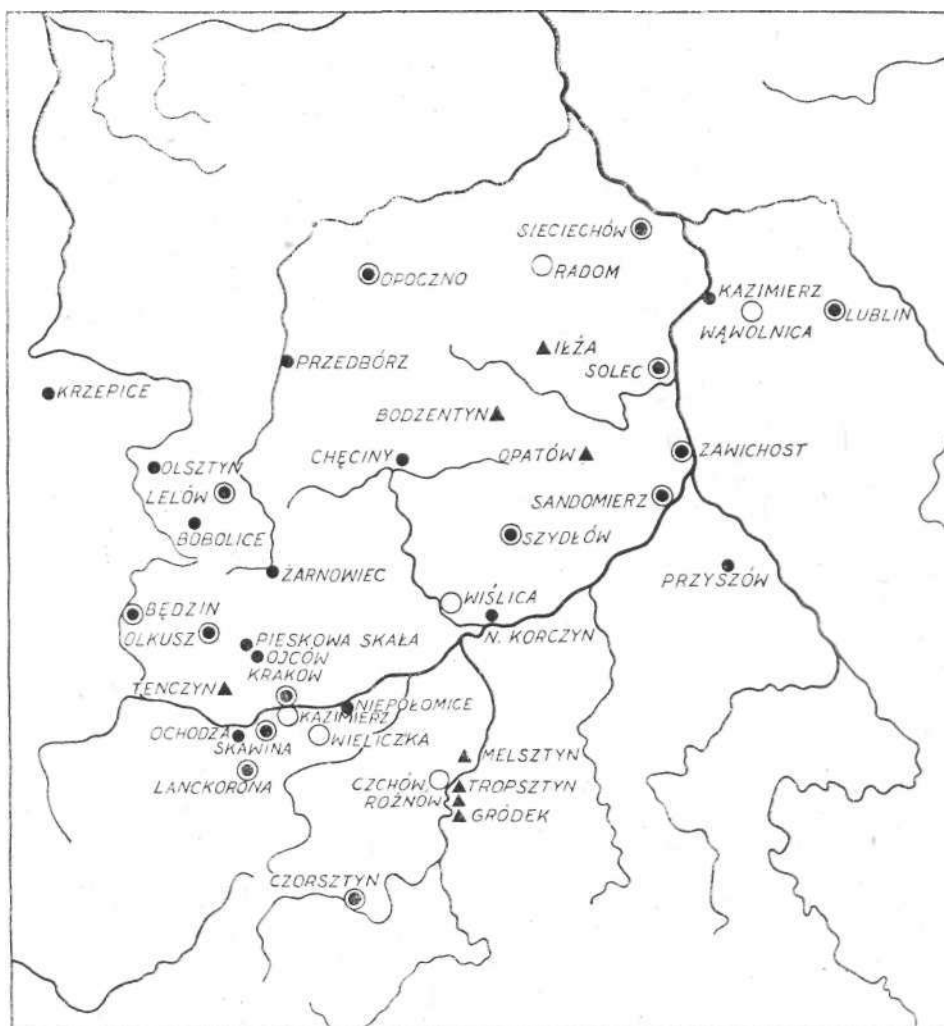 SIECIECHÓW
RADOM
OPOCZNO
KAZIMIERZ
WĄWOLNICA
LUBLIN
IŁŻA
PRZEDBÓRZ
SOLEC
KRZEPICE
BODZENTYN
CHĘCINY
OPATÓW
ZAWICHOST
OLSZTYN
LELÓW
SANDOMIERZ
BOBOLICE
SZYDŁÓW
ŻARNOWIEC
PRZYSZÓW
WIŚLICA
BĘDZIN
OLKUSZ
N. KORCZYN
PIESKOWA SKAŁA
OJCÓW
KRAKÓW
TENCZYN
NIEPOŁOMICE
KAZIMIERZ
OCHODZA
SKAWINA
WIELICZKA
LANCKORONA
MELSZTYN
CZCHÓW
TROPSZTYN
ROŻNÓW
GRÓDEK
CZORSZTYN